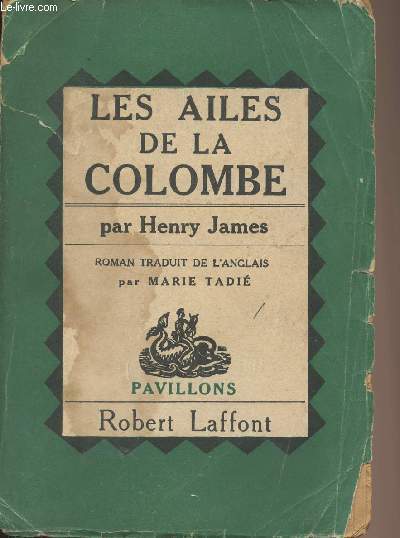 Le-livre.com
LES AILES
DE LA
COLOMBE
par Henry James
ROMAN TRADUIT DE L'ANGLAIS
par MARIE TADIÉ
PAVILLONS
Robert Laffont